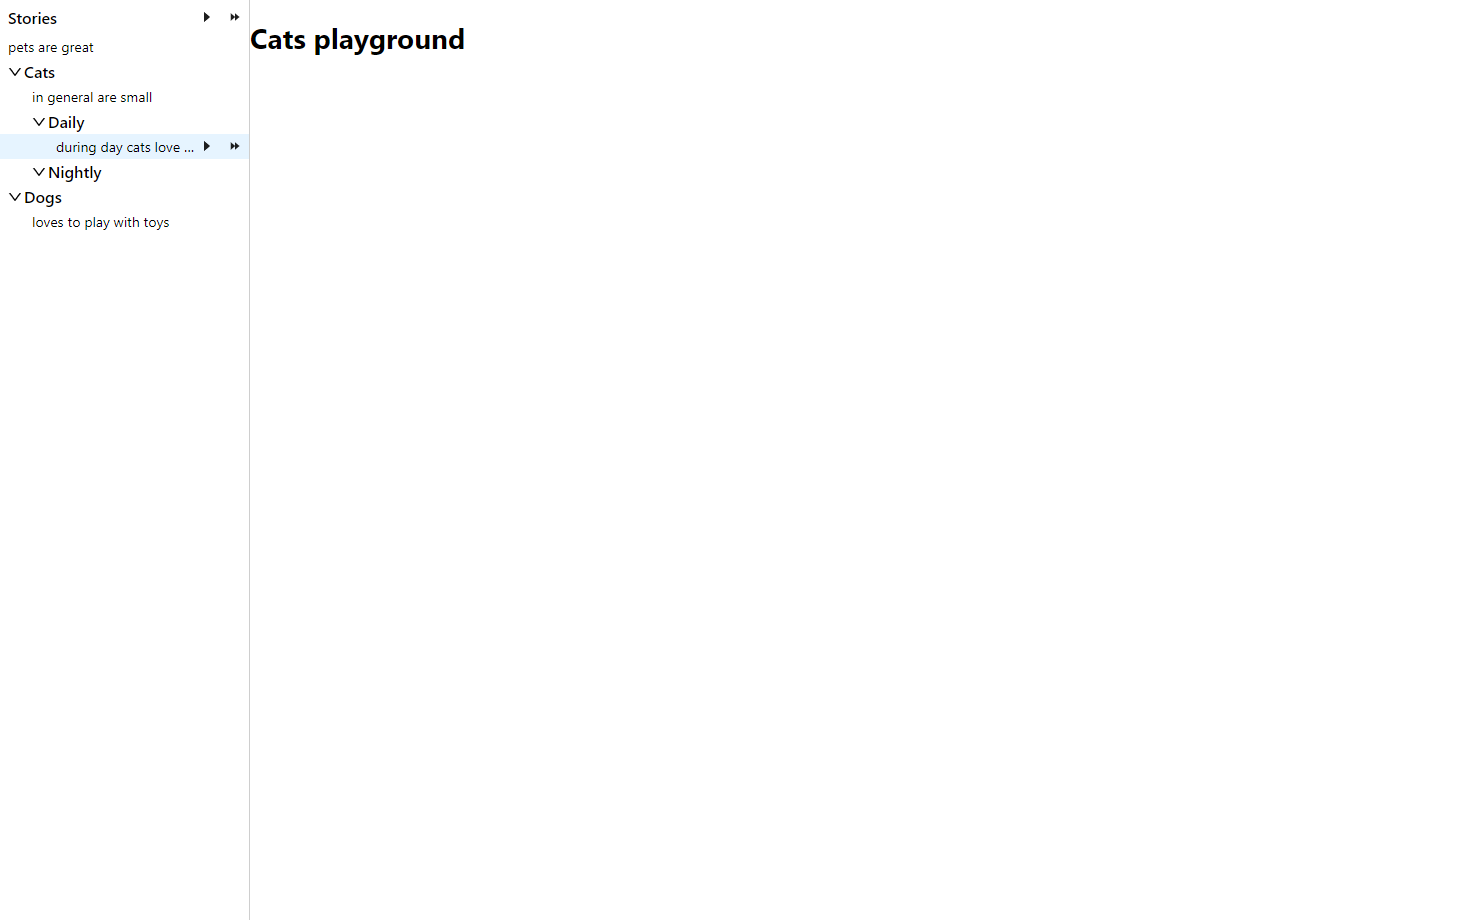 Stories
pets are great
Cats
in general are small
Daily
during day cats love ...
Nightly
Dogs
loves to play with toys
Cats playground